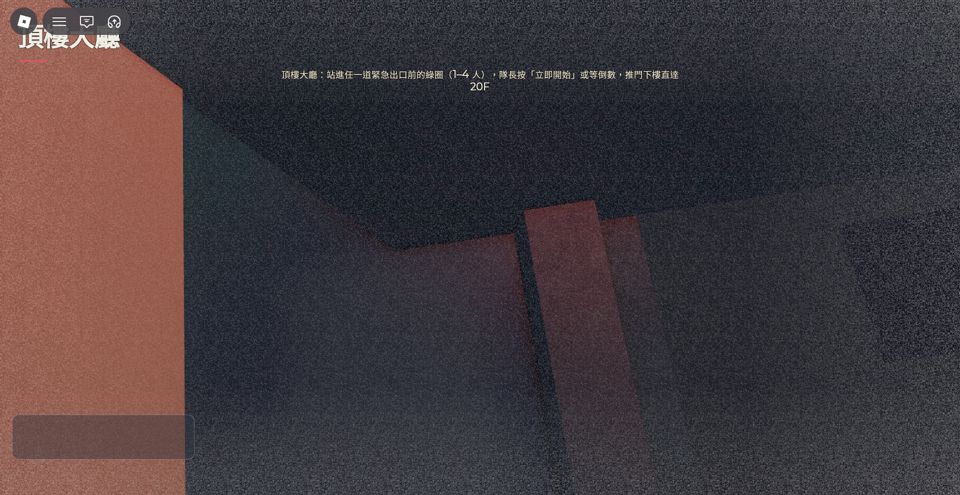 頂樓大廳
頂樓大廳：站進任一道緊急出口前的綠圈（1–4 人），隊長按「立即開始」或等倒數，推門下樓直達
20F